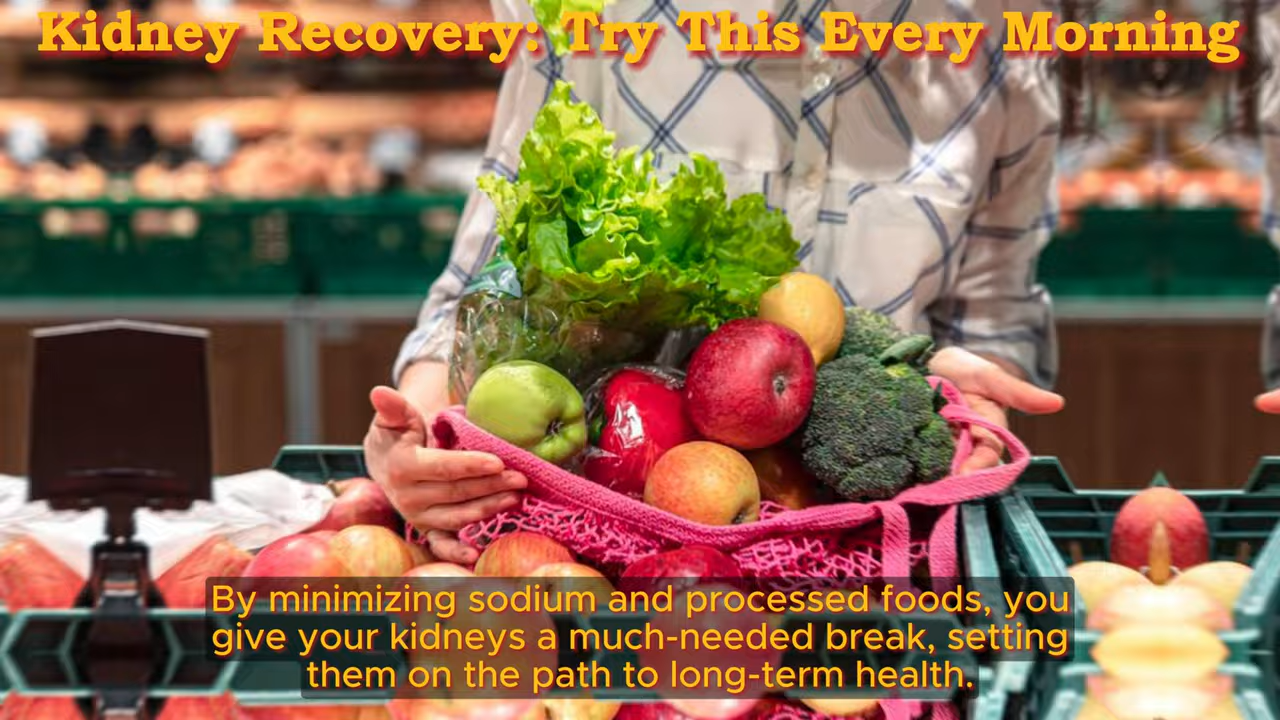 Kidney Recovery: Try This Every Morning
By minimizing sodium and processed foods, you
give your kidneys a much-needed break, setting
them on the path to long-term health.